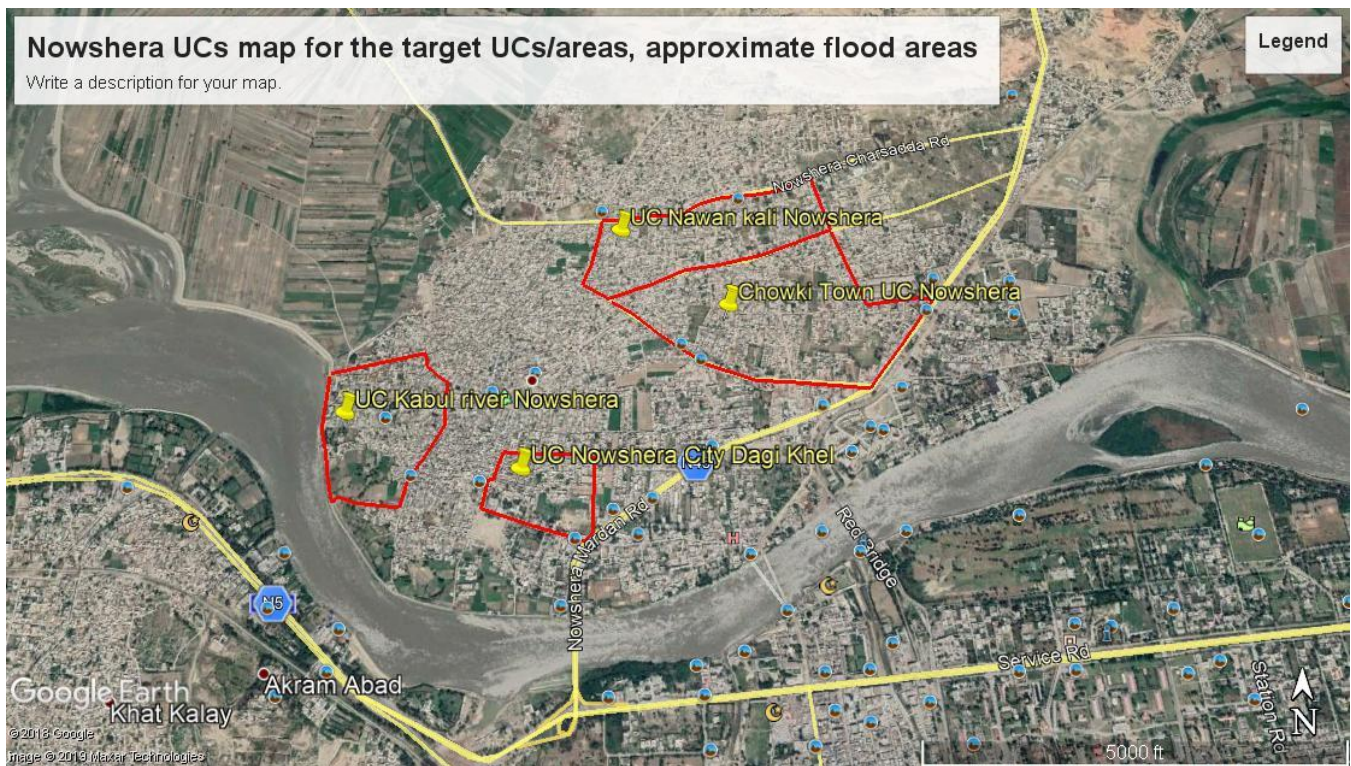 Nowshera UCs map for the target UCs/areas, approximate flood areas
Write a description for your map.
Legend
Nowshera Charsadda Rd
UC Nawan kali Nowshera
Chowki Town UC Nowshera
UC Kabul river Nowshera
UC Nowshera City Dagi Khel
Nowshera Mardan Rd
Red Bridge
H
N5
Service Rd
Station Rd
Akram Abad
Khat Kalay
Google Earth
© 2018 Google
Image © 2019 Maxar Technologies
N
5000 ft